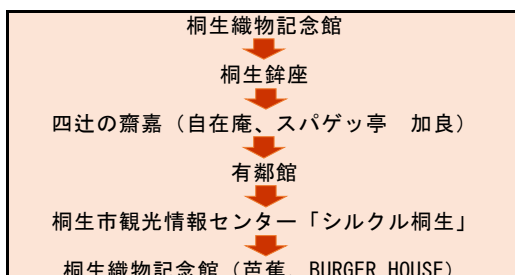 桐生織物記念館
桐生鉾座
四辻の齋嘉（自在庵、スパゲッ亭　加良）
有鄰館
桐生市観光情報センター「シルクル桐生」
桐生織物記念館（芭蕉、BURGER HOUSE）